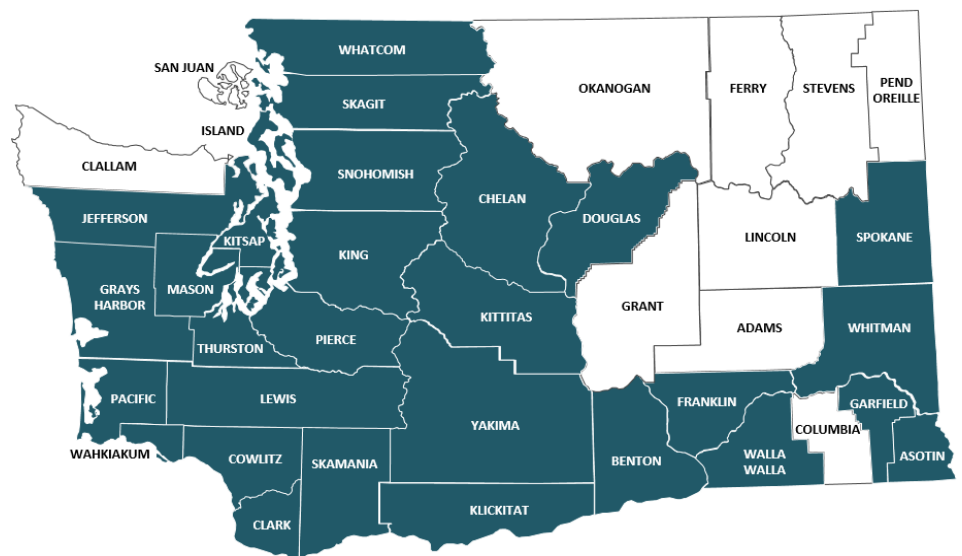 WHATCOM
SAN JUAN
SKAGIT
ISLAND
CLALLAM
SNOHOMISH
JEFFERSON
KITSAP
KING
GRAYS
HARBOR
MASON
THURSTON
PIERCE
PACIFIC
LEWIS
WAHKIAKUM
COWLITZ
SKAMANIA
CLARK
OKANOGAN
FERRY
STEVENS
PEND
OREILLE
CHELAN
DOUGLAS
LINCOLN
SPOKANE
KITTITAS
GRANT
ADAMS
WHITMAN
YAKIMA
FRANKLIN
GARFIELD
COLUMBIA
BENTON
WALLA
WALLA
ASOTIN
KLICKITAT